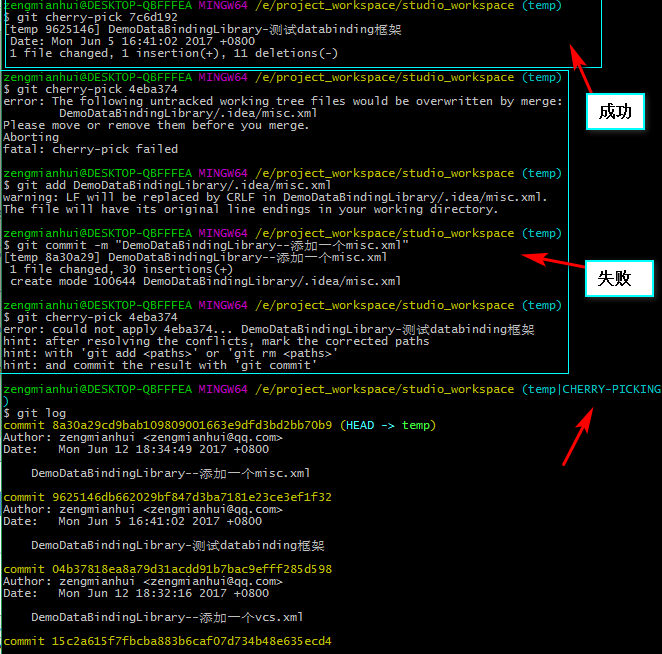 zengmianhui@DESKTOP-QBFFFEA MINGW64 /e/project_workspace/studio_workspace (temp)
$ git cherry-pick 7c6d192
[temp 9625146] DemoDataBindingLibrary-测试databinding框架
Date: Mon Jun 5 16:41:02 2017 +0800
1 file changed, 1 insertion(+), 11 deletions(-)
zengmianhui@DESKTOP-QBFFFEA MINGW64 /e/project_workspace/studio_workspace (temp)
$ git cherry-pick 4eba374
error: The following untracked working tree files would be overwritten by merge:
DemoDataBindingLibrary/.idea/misc.xml
Please move or remove them before you merge.
Aborting
fatal: cherry-pick failed
成功
zengmianhui@DESKTOP-QBFFFEA MINGW64 /e/project_workspace/studio_workspace (temp)
$ git add DemoDataBindingLibrary/.idea/misc.xml
warning: LF will be replaced by CRLF in DemoDataBindingLibrary/.idea/misc.xml.
The file will have its original line endings in your working directory.
zengmianhui@DESKTOP-QBFFFEA MINGW64 /e/project_workspace/studio_workspace (temp)
$ git commit -m "DemoDataBindingLibrary--添加一个misc.xml"
[temp 8a30a29] DemoDataBindingLibrary--添加一个misc.xml
1 file changed, 30 insertions(+)
create mode 100644 DemoDataBindingLibrary/.idea/misc.xml
失败
zengmianhui@DESKTOP-QBFFFEA MINGW64 /e/project_workspace/studio_workspace (temp)
$ git cherry-pick 4eba374
error: could not apply 4eba374... DemoDataBindingLibrary-测试databinding框架
hint: after resolving the conflicts, mark the corrected paths
hint: with 'git add <paths>' or 'git rm <paths>'
hint: and commit the result with 'git commit'
zengmianhui@DESKTOP-QBFFFEA MINGW64 /e/project_workspace/studio_workspace (temp|CHERRY-PICKING
)
$ git log
commit 8a30a29cd9bab109809001663e9dfd3bd2bb70b9 (HEAD -> temp)
Author: zengmianhui <zengmianhui@qq.com>
Date: Mon Jun 12 18:34:49 2017 +0800
DemoDataBindingLibrary--添加一个misc.xml
commit 9625146db662029bf847d3ba7181e23ce3ef1f32
Author: zengmianhui <zengmianhui@qq.com>
Date: Mon Jun 5 16:41:02 2017 +0800
DemoDataBindingLibrary-测试databinding框架
commit 04b37818ea8a79d31acdd91b7bac9efff285d598
Author: zengmianhui <zengmianhui@qq.com>
Date: Mon Jun 12 18:32:16 2017 +0800
DemoDataBindingLibrary--添加一个vcs.xml
commit 15c2a615f7fbcba883b6caf07d734b48e635ecd4